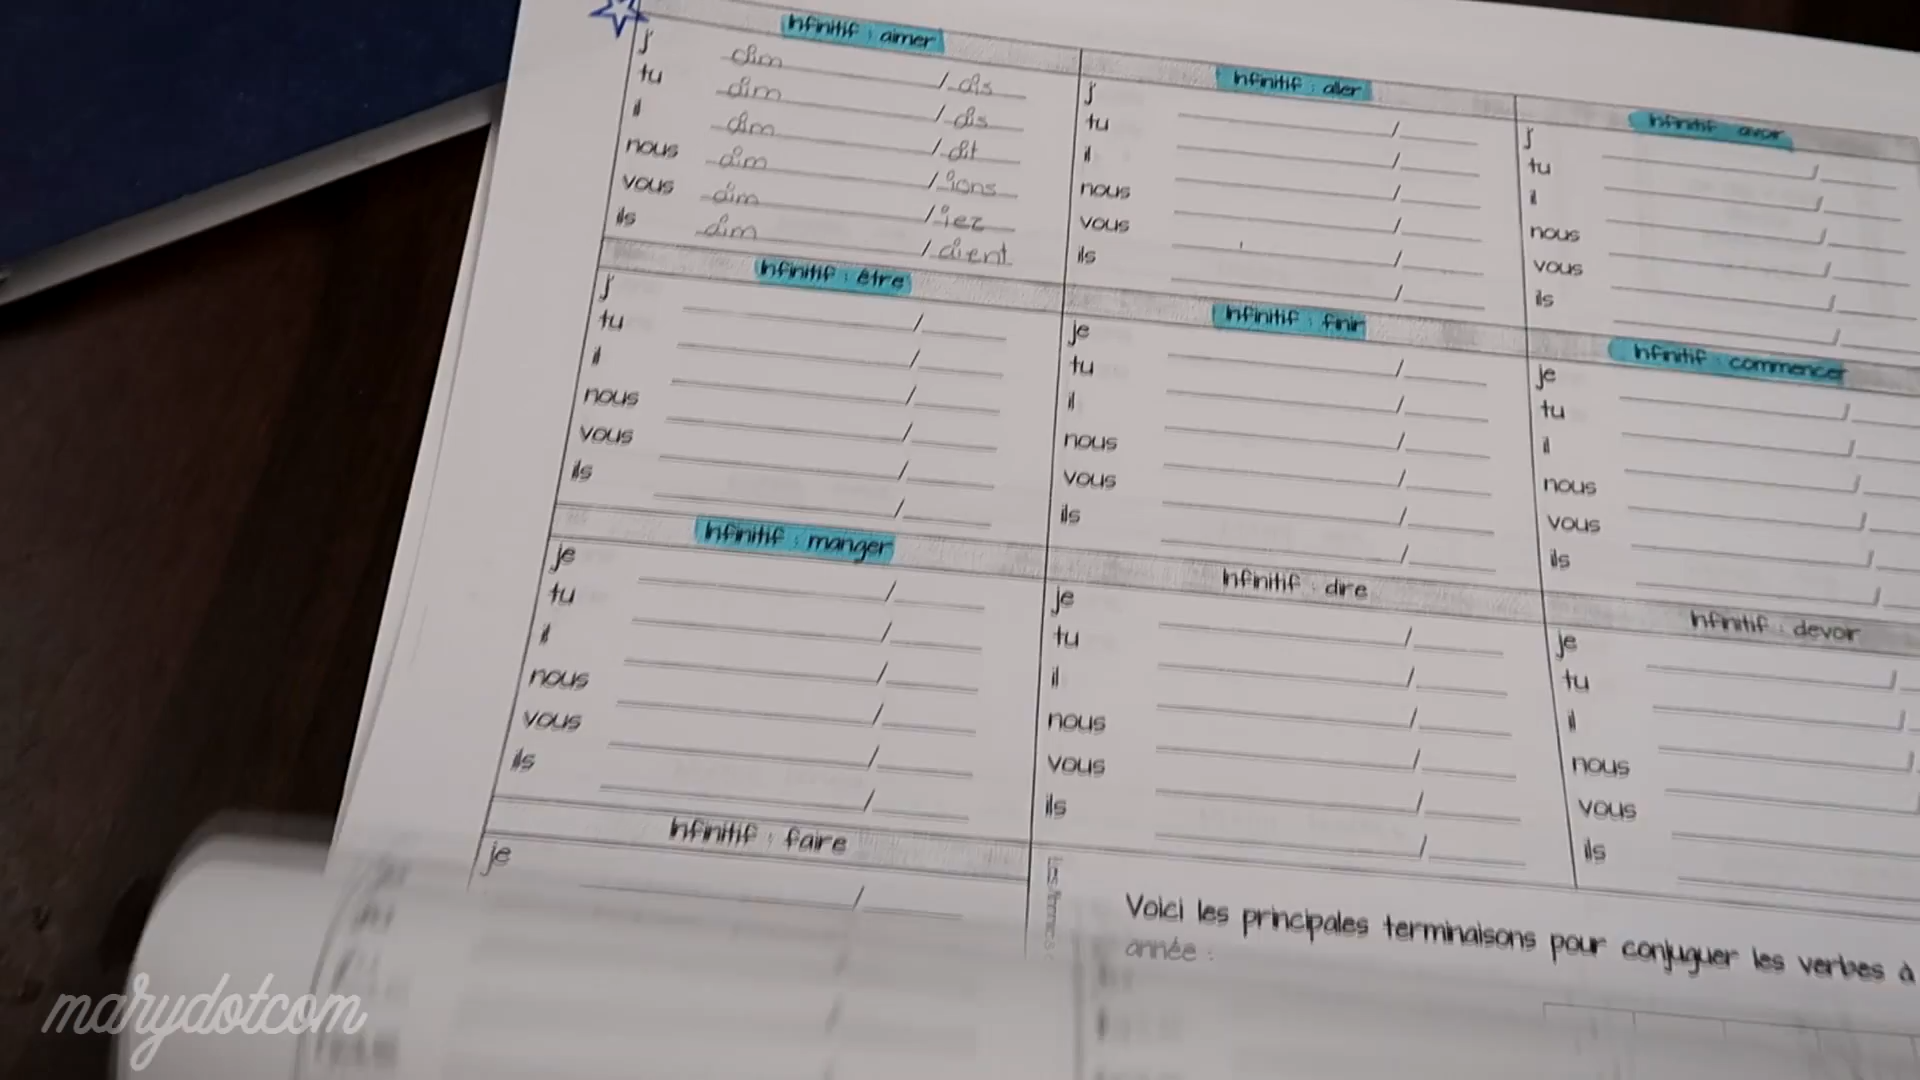 Infinitif : aimer
j'
aim / ais
tu
aim / ais
il
aim / ait
nous
aim / ions
vous
aim / iez
ils
aim / aient
Infinitif : aller
j'
tu
il
nous
vous
ils
Infinitif avoir
j'
tu
il
nous
vous
ils
Infinitif : être
j'
tu
il
nous
vous
ils
Infinitif : finir
je
tu
il
nous
vous
ils
Infinitif : commencer
je
tu
il
nous
vous
ils
Infinitif : manger
je
tu
il
nous
vous
ils
Infinitif : dire
je
tu
il
nous
vous
ils
Infinitif : devoir
je
tu
il
nous
vous
ils
Infinitif : faire
je
Voici les principales terminaisons pour conjuguer les verbes à
année :
marydotcom